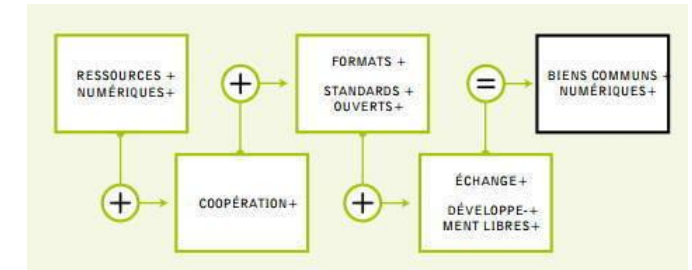 RESSOURCES +
NUMÉRIQUES+
+
COOPÉRATION+
+
FORMATS +
STANDARDS +
OUVERTS+
+
ÉCHANGE+
DÉVELOPPE-+
MENT LIBRES+
=
BIENS COMMUNS +
NUMÉRIQUES+